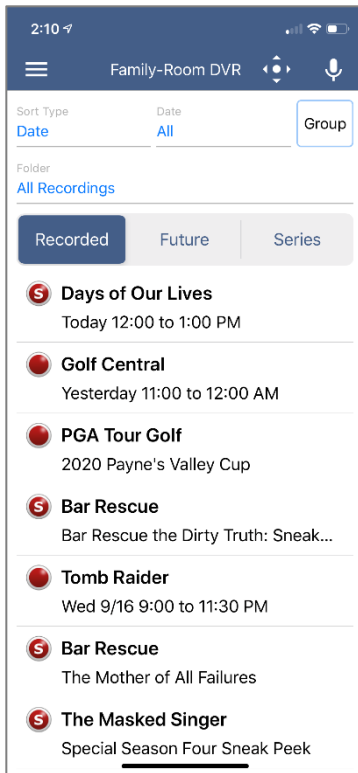 2:10
Family-Room DVR
Sort Type
Date
Date
All
Group
Folder
All Recordings
Recorded
Future
Series
S
Days of Our Lives
Today 12:00 to 1:00 PM
Golf Central
Yesterday 11:00 to 12:00 AM
PGA Tour Golf
2020 Payne's Valley Cup
S
Bar Rescue
Bar Rescue the Dirty Truth: Sneak...
Tomb Raider
Wed 9/16 9:00 to 11:30 PM
S
Bar Rescue
The Mother of All Failures
S
The Masked Singer
Special Season Four Sneak Peek